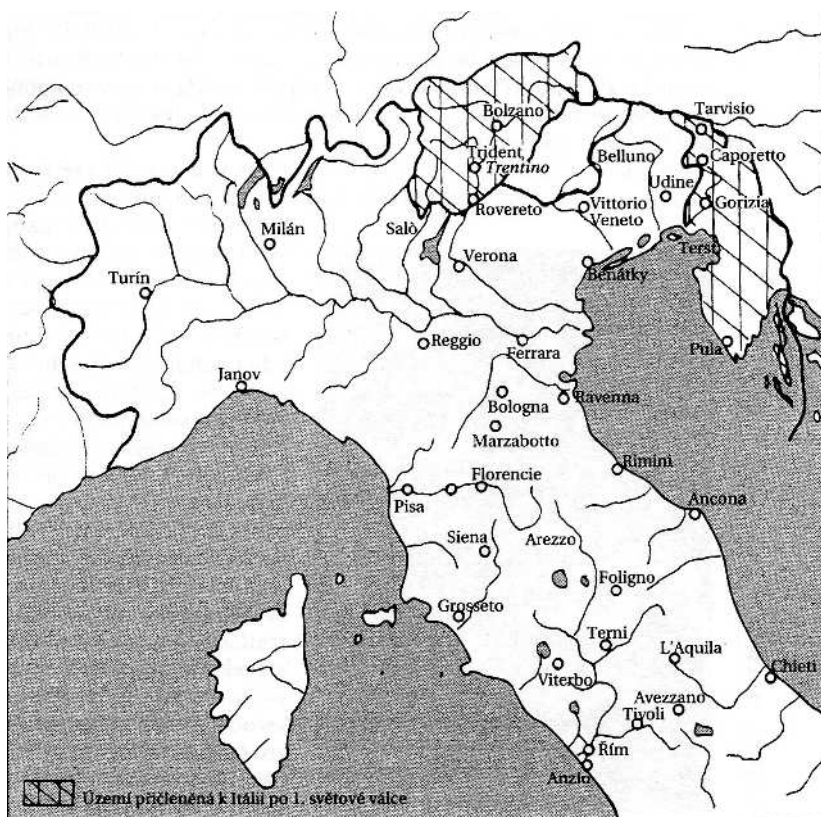 Bolzano
Tarvisio
Trident
Trentino
Belluno
Caporetto
Udine
Rovereto
Vittorio
Veneto
Gorizia
Milán
Salò
Terst
Verona
Benátky
Turín
Reggio
Ferrara
Pula
Janov
Bologna
Ravenna
Marzabotto
Rimini
Florencie
Pisa
Ancona
Siena
Arezzo
Foligno
Grosseto
Terni
L'Aquila
Viterbo
Chieti
Avezzano
Tivoli
Řím
Anzio
Území přičleněná k Itálii po 1. světové válce